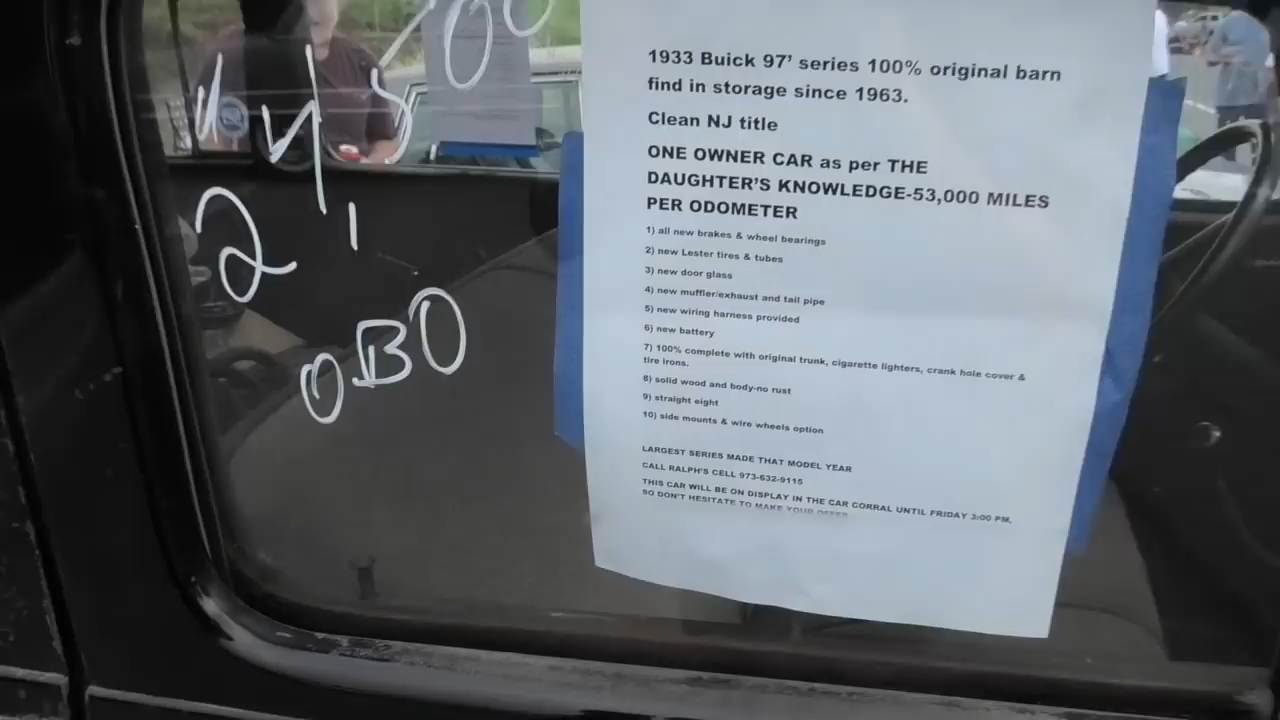 1933 Buick 97' series 100% original barn
find in storage since 1963.
Clean NJ title
ONE OWNER CAR as per THE
DAUGHTER'S KNOWLEDGE-53,000 MILES
PER ODOMETER
1) all new brakes & wheel bearings
2) new Lester tires & tubes
3) new door glass
4) new muffler/exhaust and tail pipe
5) new wiring harness provided
6) new battery
7) 100% complete with original trunk, cigarette lighters, crank hole cover &
tire irons.
8) solid wood and body-no rust
9) straight eight
10) side mounts & wire wheels option
LARGEST SERIES MADE THAT MODEL YEAR
CALL RALPH'S CELL 973-632-9115
THIS CAR WILL BE ON DISPLAY IN THE CAR CORRAL UNTIL FRIDAY 3:00 PM,
SO DON'T HESITATE TO MAKE YOUR OFFER
OBO